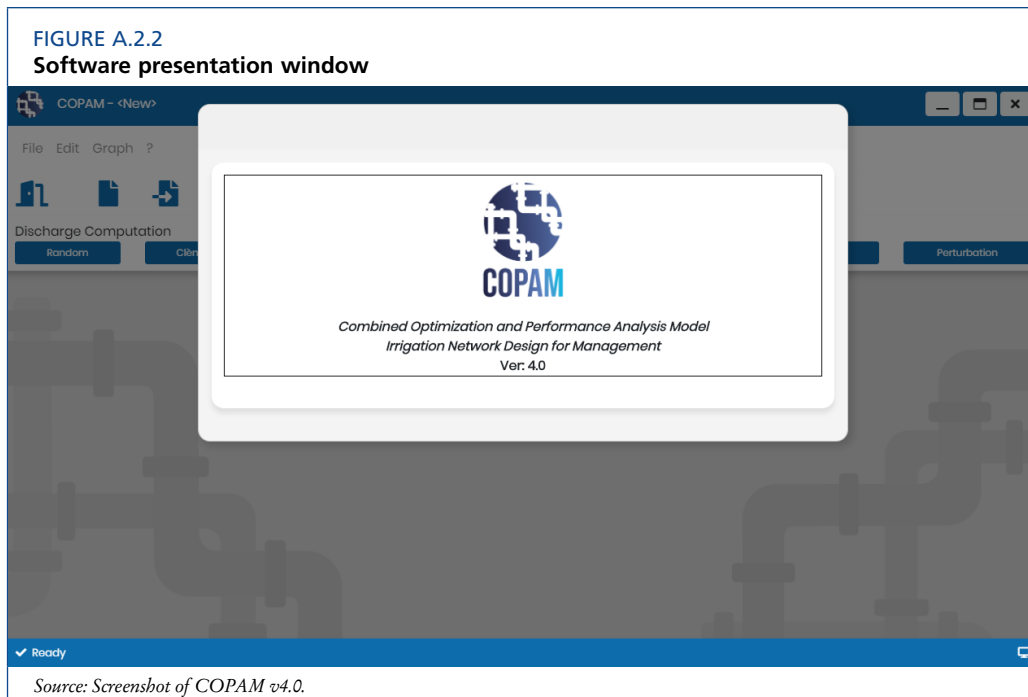 FIGURE A.2.2
Software presentation window
COPAM - <New>
File Edit Graph ?
Discharge Computation
Random
Perturbation
COPAM
Combined Optimization and Performance Analysis Model
Irrigation Network Design for Management
Ver: 4.0
Ready
Source: Screenshot of COPAM v4.0.